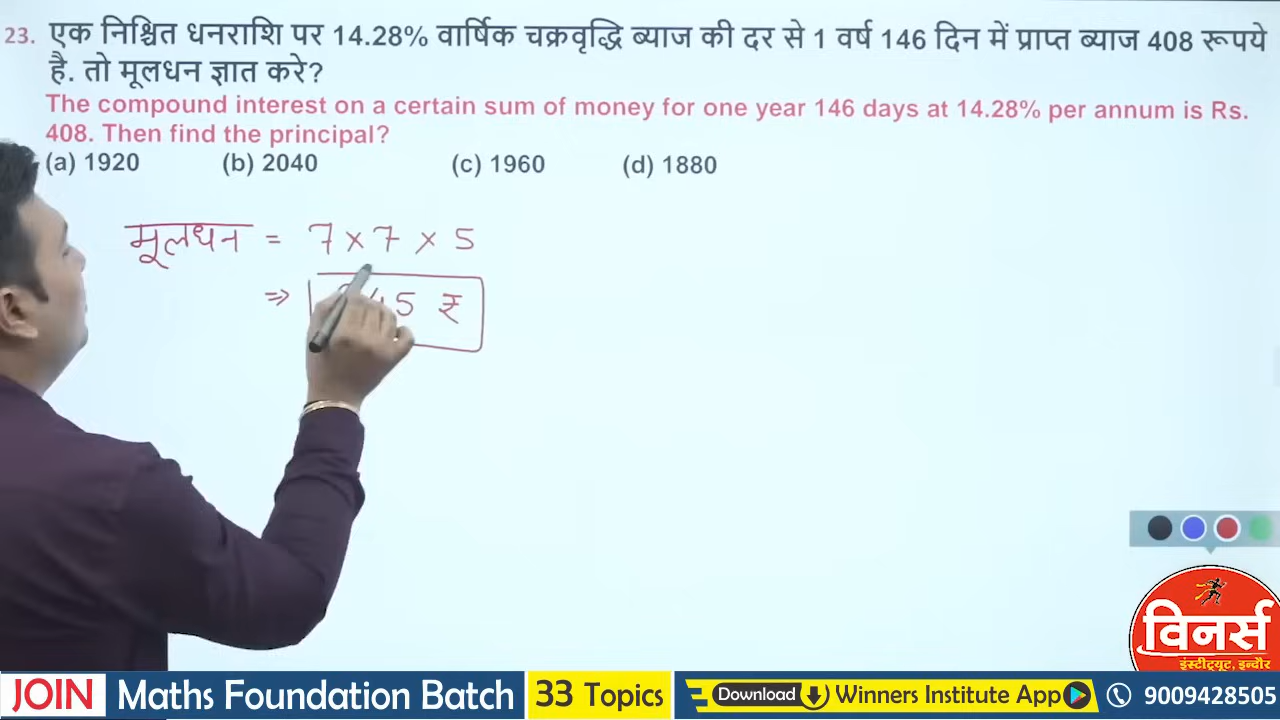 23. एक निश्चित धनराशि पर 14.28% वार्षिक चक्रवृद्धि ब्याज की दर से 1 वर्ष 146 दिन में प्राप्त ब्याज 408 रूपये
है. तो मूलधन ज्ञात करे?
The compound interest on a certain sum of money for one year 146 days at 14.28% per annum is Rs.
408. Then find the principal?
(a) 1920 (b) 2040 (c) 1960 (d) 1880
मूलधन = 7 × 7 × 5
⇒ 45 ₹
विनर्स
इंस्टीट्यूट, इन्दौर
JOIN Maths Foundation Batch 33 Topics Download Winners Institute App 9009428505